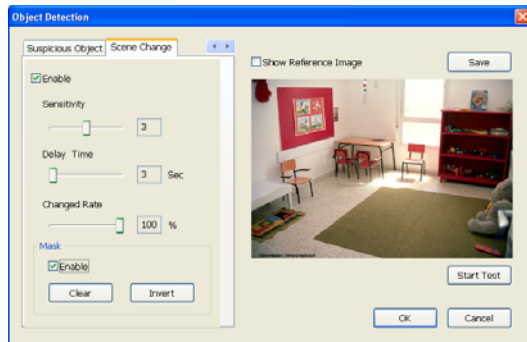 Object Detection
Suspicious Object
Scene Change
Show Reference Image
Save
Enable
Sensitivity
3
Delay Time
3 Sec
Changed Rate
100 %
Mask
Enable
Clear
Invert
Start Test
OK
Cancel